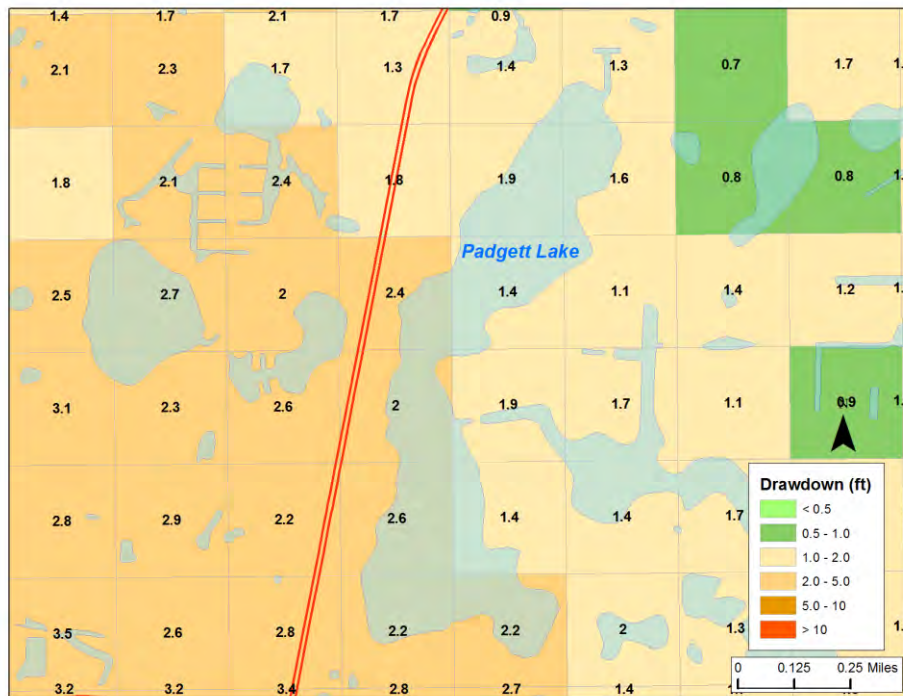 1.4 1.7 2.1 1.7 0.9
2.1 2.3 1.7 1.3 1.4 1.3 0.7 1.7
1.8 2.1 2.4 1.8 1.9 1.6 0.8 0.8
Padgett Lake
2.5 2.7 2 2.4 1.4 1.1 1.4 1.2
3.1 2.3 2.6 2 1.9 1.7 1.1 0.9
2.8 2.9 2.2 2.6 1.4 1.4 1.7
3.5 2.6 2.8 2.2 2.2 2 1.3
3.2 3.2 3.4 2.8 2.7 1.4
Drawdown (ft)
< 0.5
0.5 - 1.0
1.0 - 2.0
2.0 - 5.0
5.0 - 10
> 10
0 0.125 0.25 Miles